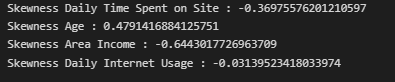 Skewness Daily Time Spent on Site : -0.36975576201210597
Skewness Age : 0.4791416884125751
Skewness Area Income : -0.6443017726963709
Skewness Daily Internet Usage : -0.03139523418033974